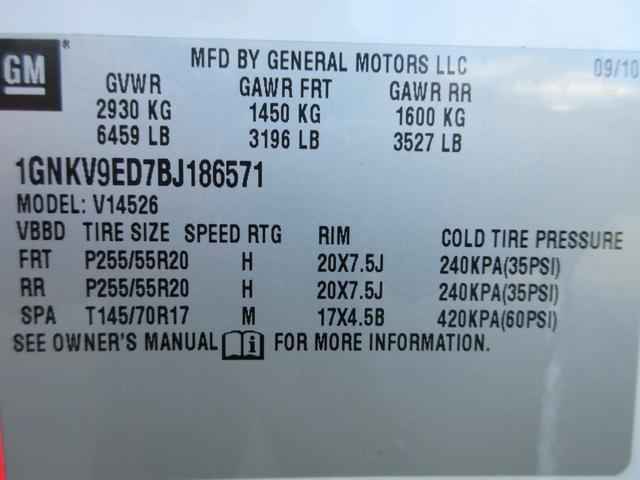 GM®
MFD BY GENERAL MOTORS LLC 09/10
GVWR GAWR FRT GAWR RR
2930 KG 1450 KG 1600 KG
6459 LB 3196 LB 3527 LB
1GNKV9ED7BJ186571
MODEL: V14526
VBBD TIRE SIZE SPEED RTG RIM COLD TIRE PRESSURE
FRT P255/55R20 H 20X7.5J 240KPA(35PSI)
RR P255/55R20 H 20X7.5J 240KPA(35PSI)
SPA T145/70R17 M 17X4.5B 420KPA(60PSI)
SEE OWNER'S MANUAL i FOR MORE INFORMATION.